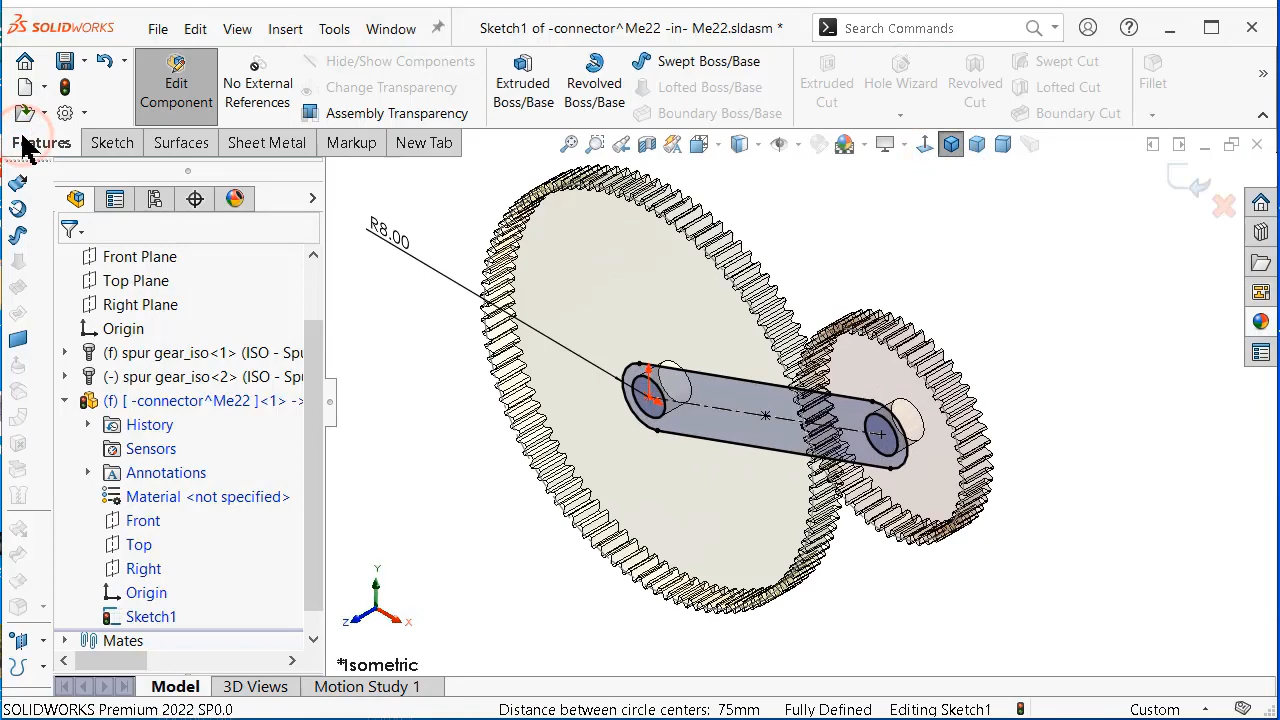 SOLIDWORKS
File
Edit
View
Insert
Tools
Window
Sketch1 of -connector^Me22 -in- Me22.sldasm *
Search Commands
Edit
Component
No External
References
Hide/Show Components
Change Transparency
Assembly Transparency
Extruded
Boss/Base
Revolved
Boss/Base
Swept Boss/Base
Lofted Boss/Base
Boundary Boss/Base
Extruded
Cut
Hole Wizard
Revolved
Cut
Swept Cut
Lofted Cut
Boundary Cut
Fillet
Features
Sketch
Surfaces
Sheet Metal
Markup
New Tab
Front Plane
Top Plane
Right Plane
Origin
(f) spur gear_iso<1> (ISO - Spu
(-) spur gear_iso<2> (ISO - Spu
(f) [ -connector^Me22 ]<1> ->
History
Sensors
Annotations
Material <not specified>
Front
Top
Right
Origin
Sketch1
Mates
R8.00
Y
Z
X
*Isometric
Model
3D Views
Motion Study 1
SOLIDWORKS Premium 2022 SP0.0
Distance between circle centers: 75mm
Fully Defined
Editing Sketch1
Custom